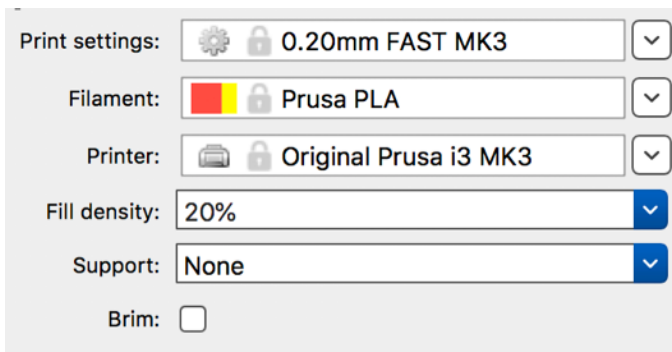 Print settings: 0.20mm FAST MK3
Filament: Prusa PLA
Printer: Original Prusa i3 MK3
Fill density: 20%
Support: None
Brim: